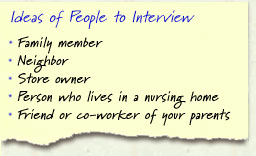 Ideas of People to Interview
• Family member
• Neighbor
• Store owner
• Person who lives in a nursing home
• Friend or co-worker of your parents